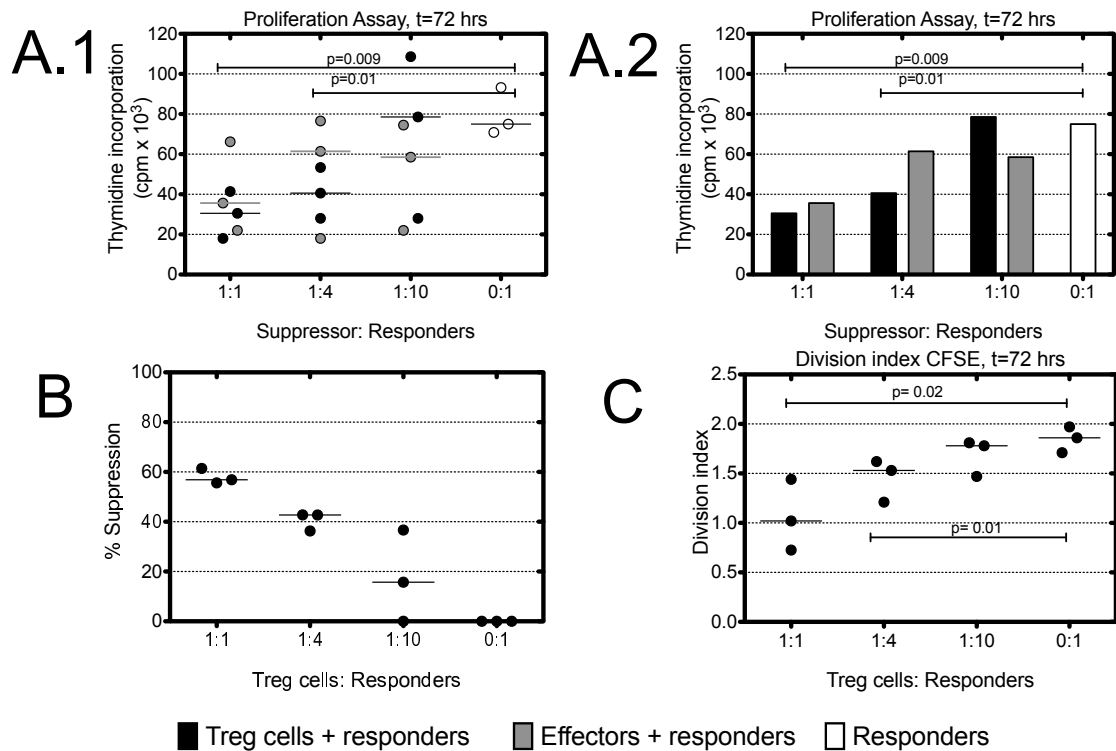 A.1
Proliferation Assay, t=72 hrs
Thymidine incorporation
(cpm x 10³)
120
100
80
60
40
20
0
p=0.009
p=0.01
1:1 1:4 1:10 0:1
Suppressor: Responders
A.2
Proliferation Assay, t=72 hrs
Thymidine incorporation
(cpm x 10³)
120
100
80
60
40
20
0
p=0.009
p=0.01
1:1 1:4 1:10 0:1
Suppressor: Responders
B
% Suppression
100
80
60
40
20
0
1:1 1:4 1:10 0:1
Treg cells: Responders
C
Division index CFSE, t=72 hrs
Division index
2.5
2.0
1.5
1.0
0.5
0.0
p= 0.02
p= 0.01
1:1 1:4 1:10 0:1
Treg cells: Responders
Treg cells + responders Effectors + responders Responders